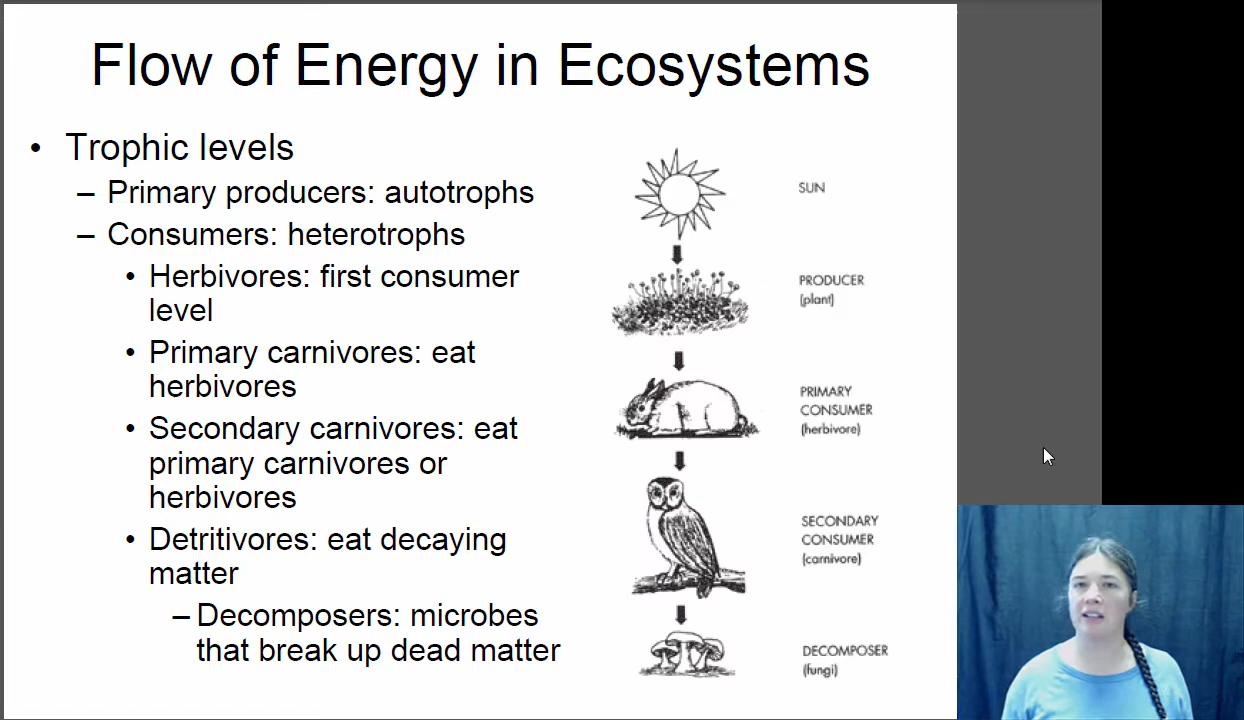 Flow of Energy in Ecosystems
• Trophic levels
– Primary producers: autotrophs
– Consumers: heterotrophs
• Herbivores: first consumer
level
• Primary carnivores: eat
herbivores
• Secondary carnivores: eat
primary carnivores or
herbivores
• Detritivores: eat decaying
matter
– Decomposers: microbes
that break up dead matter
SUN
PRODUCER
(plant)
PRIMARY
CONSUMER
(herbivore)
SECONDARY
CONSUMER
(carnivore)
DECOMPOSER
(fungi)